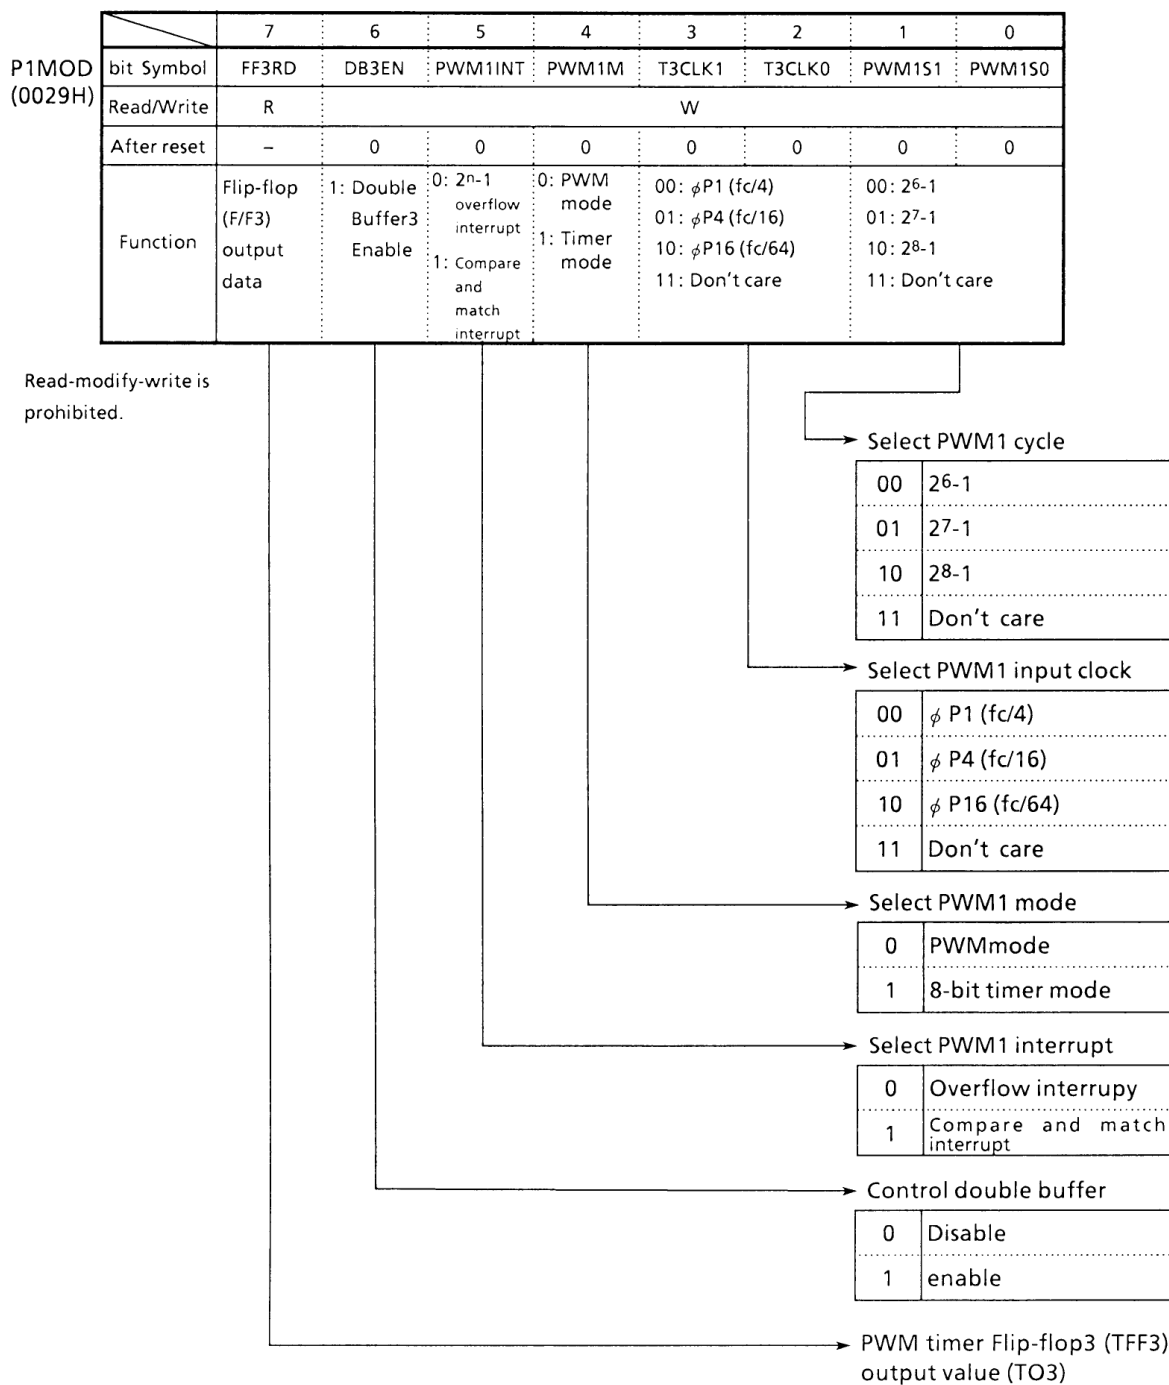 7 6 5 4 3 2 1 0
P1MOD (0029H)
bit Symbol FF3RD DB3EN PWM1INT PWM1M T3CLK1 T3CLK0 PWM1S1 PWM1S0
Read/Write R W
After reset – 0 0 0 0 0 0 0
Function
Flip-flop
(F/F3)
output
data
1: Double
Buffer3
Enable
0: 2n-1
overflow
interrupt
1: Compare
and
match
interrupt
0: PWM
mode
1: Timer
mode
00: φP1 (fc/4)
01: φP4 (fc/16)
10: φP16 (fc/64)
11: Don't care
00: 26-1
01: 27-1
10: 28-1
11: Don't care
Read-modify-write is
prohibited.
Select PWM1 cycle
00 26-1
01 27-1
10 28-1
11 Don't care
Select PWM1 input clock
00 φ P1 (fc/4)
01 φ P4 (fc/16)
10 φ P16 (fc/64)
11 Don't care
Select PWM1 mode
0 PWMmode
1 8-bit timer mode
Select PWM1 interrupt
0 Overflow interrupy
1 Compare and match
interrupt
Control double buffer
0 Disable
1 enable
PWM timer Flip-flop3 (TFF3)
output value (TO3)